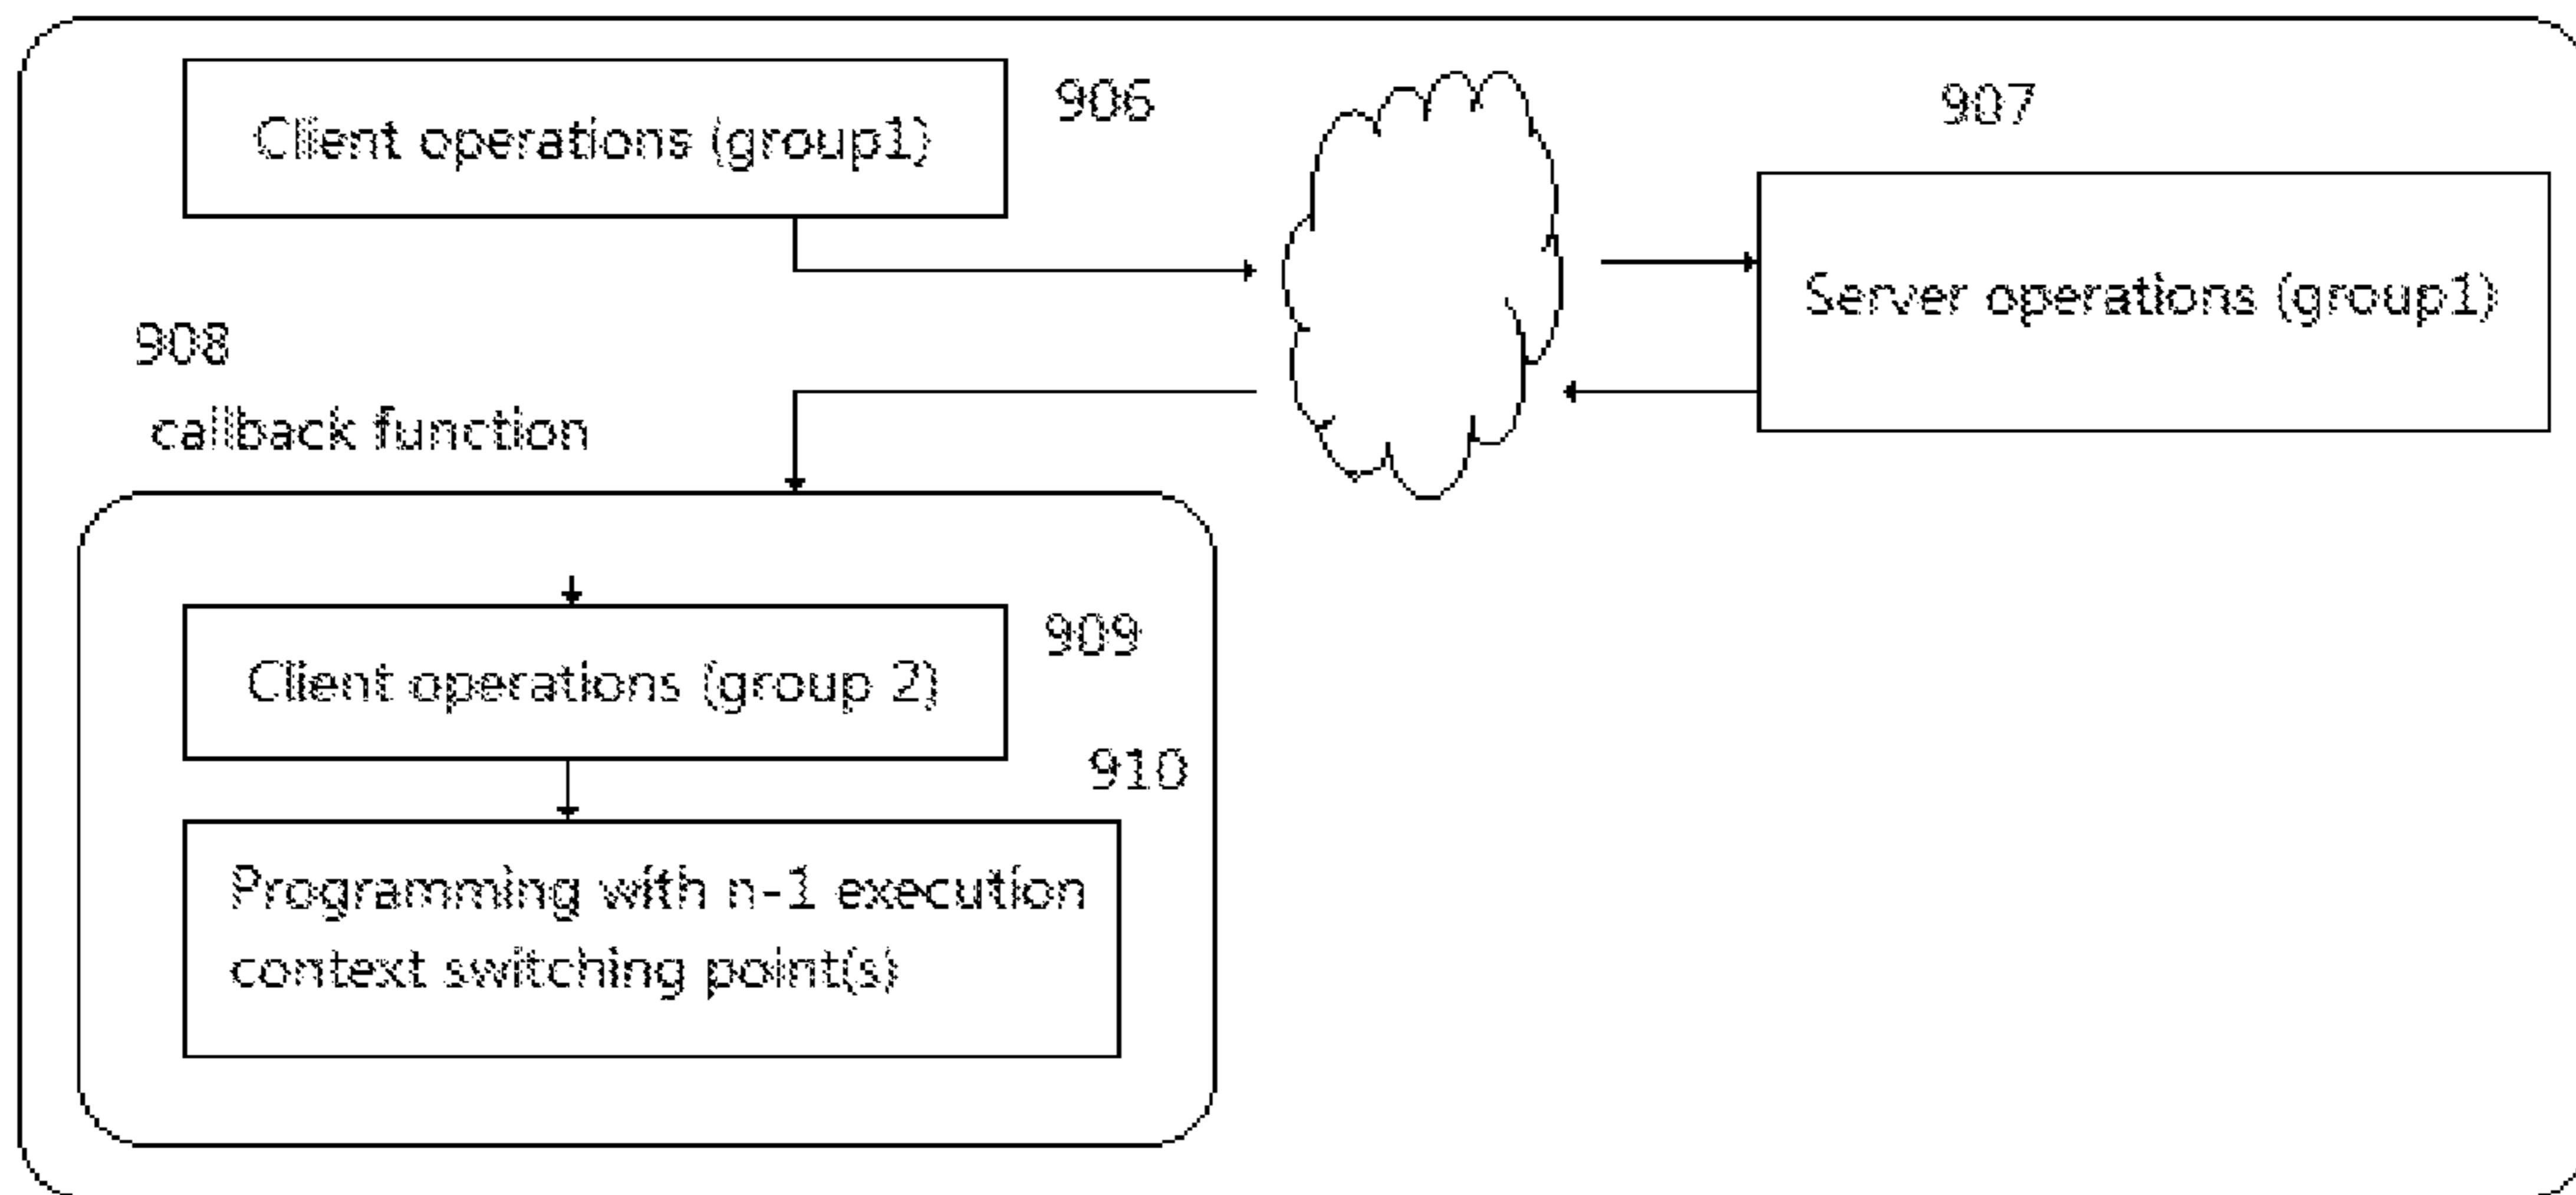 906
907
Client operations (group1)
Server operations (group1)
908
callback function
909
Client operations (group 2)
910
Programming with n-1 execution
context switching point(s)